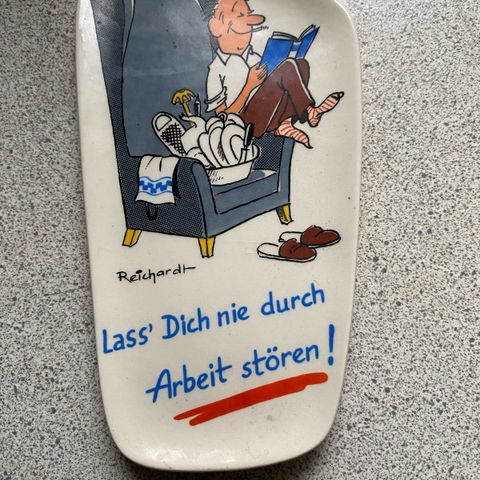 Reichardt
Lass' Dich nie durch
Arbeit stören!